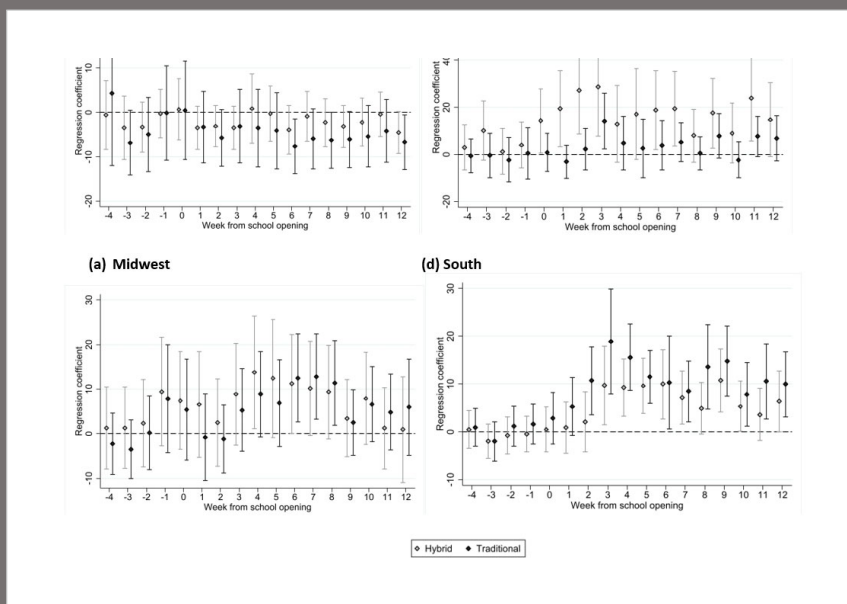 10
0
-10
-20
Regression coefficient
-4 -3 -2 -1 0 1 2 3 4 5 6 7 8 9 10 11 12
Week from school opening
40
20
0
-20
Regression coefficient
-4 -3 -2 -1 0 1 2 3 4 5 6 7 8 9 10 11 12
Week from school opening
(a) Midwest
(d) South
30
20
10
0
-10
Regression coefficient
-4 -3 -2 -1 0 1 2 3 4 5 6 7 8 9 10 11 12
Week from school opening
30
20
10
0
-10
Regression coefficient
-4 -3 -2 -1 0 1 2 3 4 5 6 7 8 9 10 11 12
Week from school opening
Hybrid Traditional